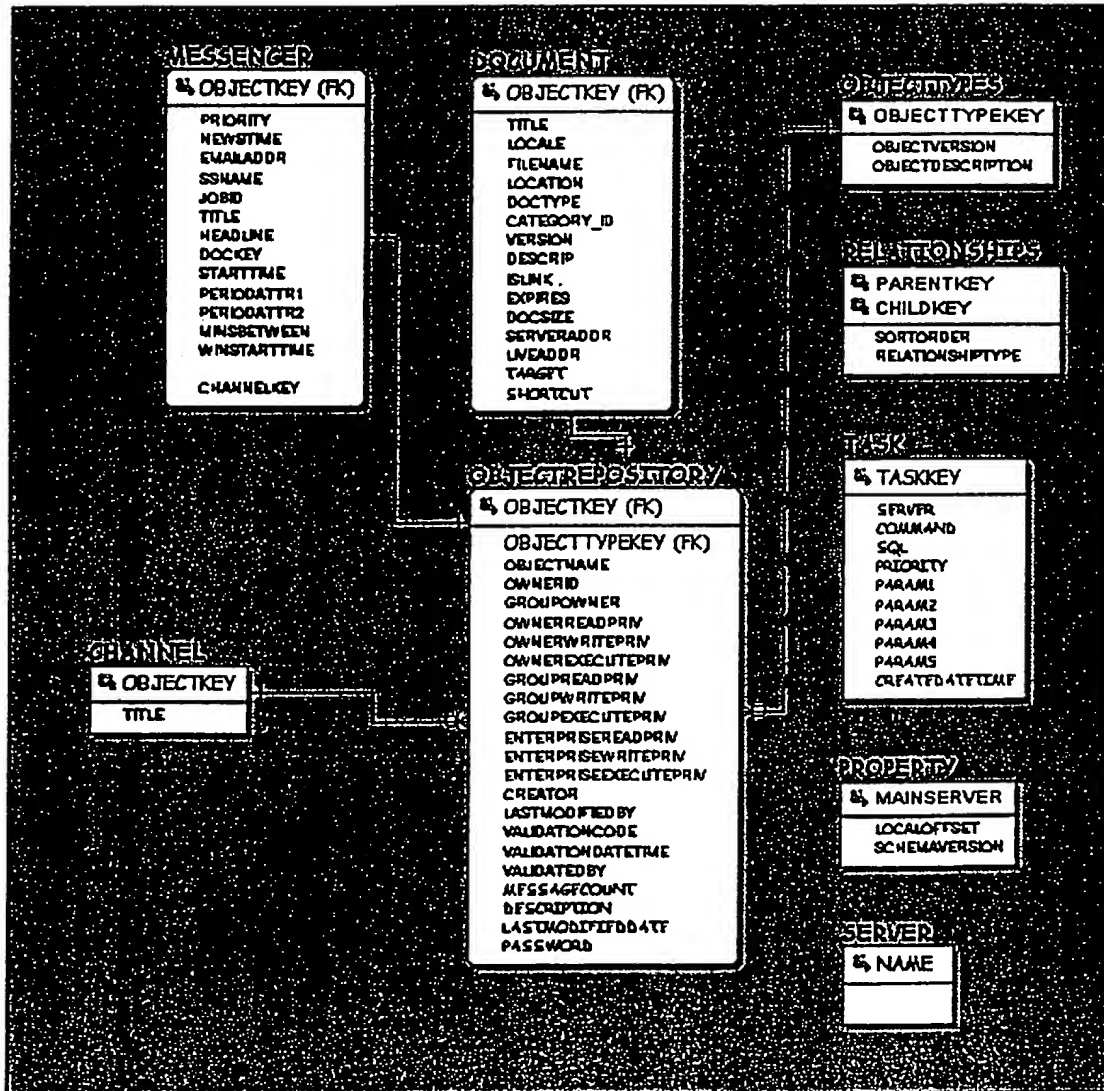 MESSENGER
OBJECTKEY (FK)
PRIORITY
NEWSTIME
EMAILADDR
SSNAME
JOBID
TITLE
HEADLINE
DOCKEY
STARTTIME
PERIODATTR1
PERIODATTR2
MINSBETWEEN
WINSTARTTIME
CHANNELKEY
DOCUMENT
OBJECTKEY (FK)
TITLE
LOCALE
FILENAME
LOCATION
DOCTYPE
CATEGORY_ID
VERSION
DESCRIP
ISLINK
EXPIRES
DOCSIZE
SERVERADDR
LIVEADDR
TARGET
SHORTCUT
OBJECTTYPES
OBJECTTYPEKEY
OBJECTVERSION
OBJECTDESCRIPTION
RELATIONSHIPS
PARENTKEY
CHILDKEY
SORTORDER
RELATIONSHIPTYPE
OBJECTREPOSITORY
OBJECTKEY (FK)
OBJECTTYPEKEY (FK)
OBJECTNAME
OWNERID
GROUPOWNER
OWNERREADPRIV
OWNERWRITEPRIV
OWNEREXECUTEPRIV
GROUPREADPRIV
GROUPWRITEPRIV
GROUPEXECUTEPRIV
ENTERPRISEREADPRIV
ENTERPRISEWRITEPRIV
ENTERPRISEEXECUTEPRIV
CREATOR
LASTMODIFIEDBY
VALIDATIONCODE
VALIDATIONDATETIME
VALIDATEDBY
MESSAGECOUNT
DESCRIPTION
LASTMODIFIEDDATE
PASSWORD
CHANNEL
OBJECTKEY
TITLE
TASK
TASKKEY
SERVER
COMMAND
SQL
PRIORITY
PARAM1
PARAM2
PARAM3
PARAM4
PARAM5
CREATEDATETIME
PROPERTY
MAINSERVER
LOCALOFFSET
SCHEMAVERSION
SERVER
NAME